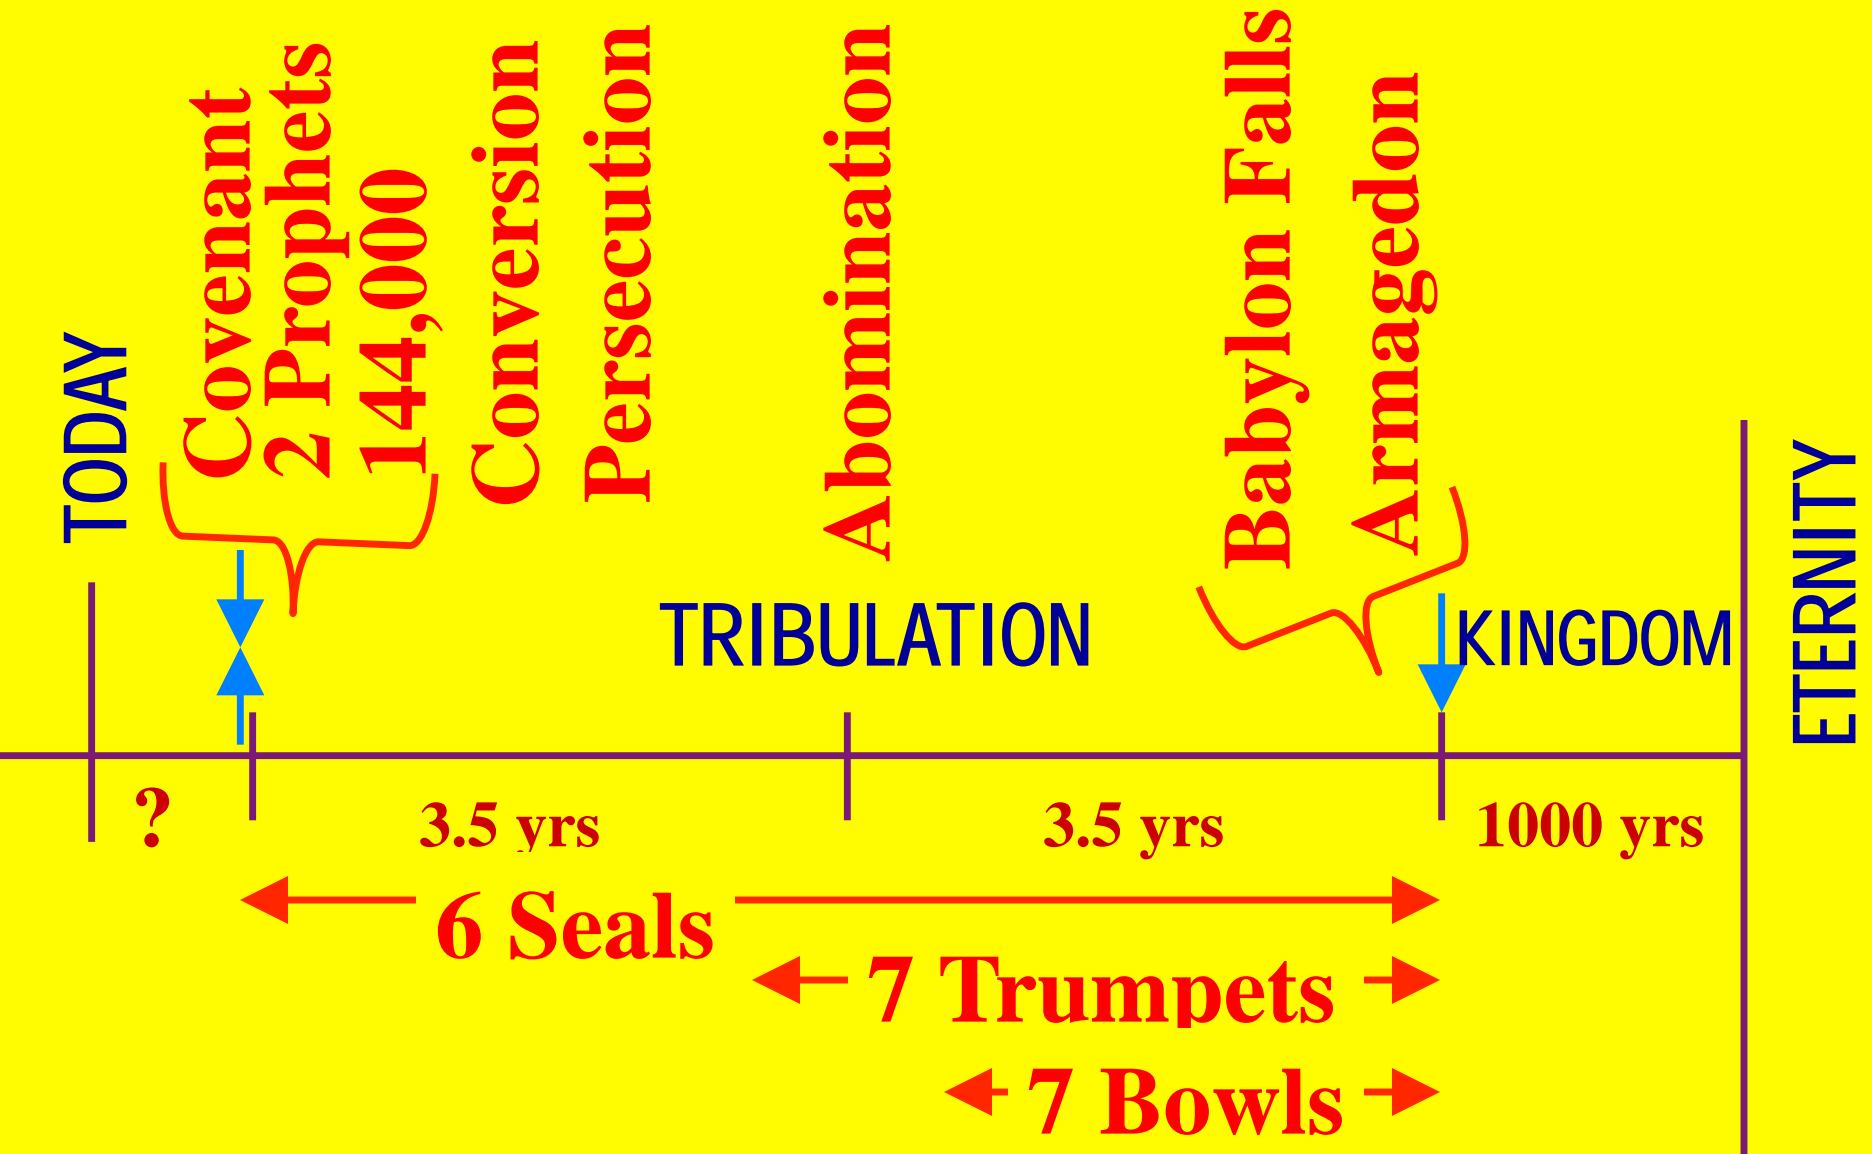 TODAY
Covenant
2 Prophets
144,000
Conversion
Persecution
Abomination
Babylon Falls
Armagedon
TRIBULATION
KINGDOM
ETERNITY
?
3.5 yrs
3.5 yrs
1000 yrs
6 Seals
7 Trumpets
7 Bowls